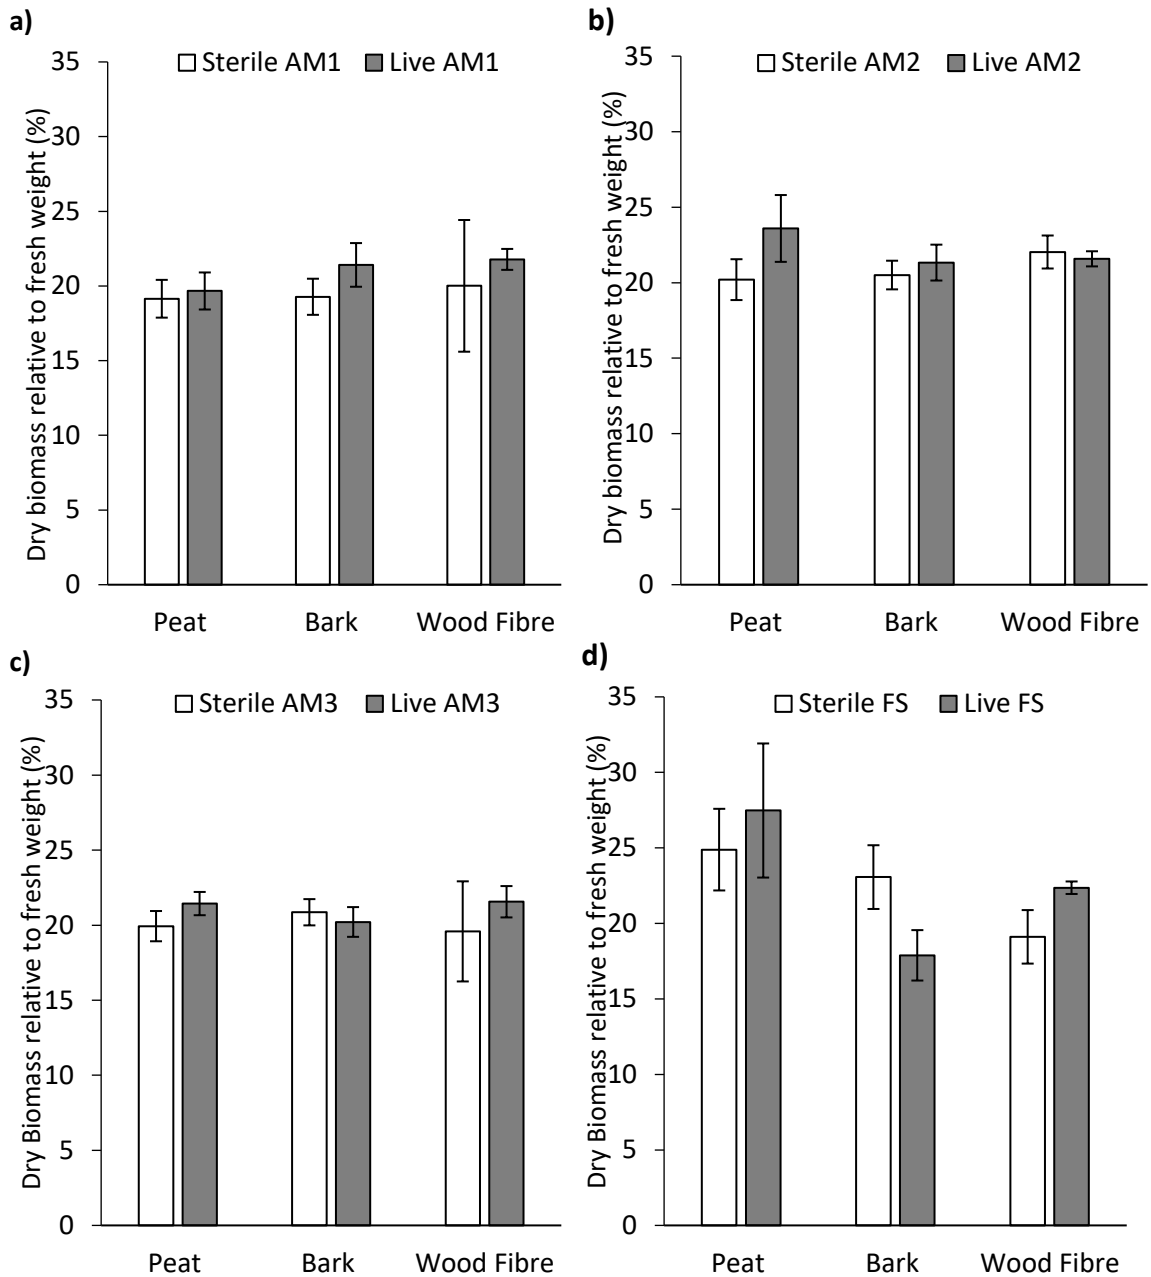 a)
Sterile AM1 Live AM1
Dry biomass relative to fresh weight (%)
35
30
25
20
15
10
5
0
Peat Bark Wood Fibre
b)
Sterile AM2 Live AM2
Dry biomass relative to fresh weight (%)
35
30
25
20
15
10
5
0
Peat Bark Wood Fibre
c)
Sterile AM3 Live AM3
Dry Biomass relative to fresh weight (%)
35
30
25
20
15
10
5
0
Peat Bark Wood Fibre
d)
Sterile FS Live FS
Dry Biomass relative to fresh weight (%)
35
30
25
20
15
10
5
0
Peat Bark Wood Fibre